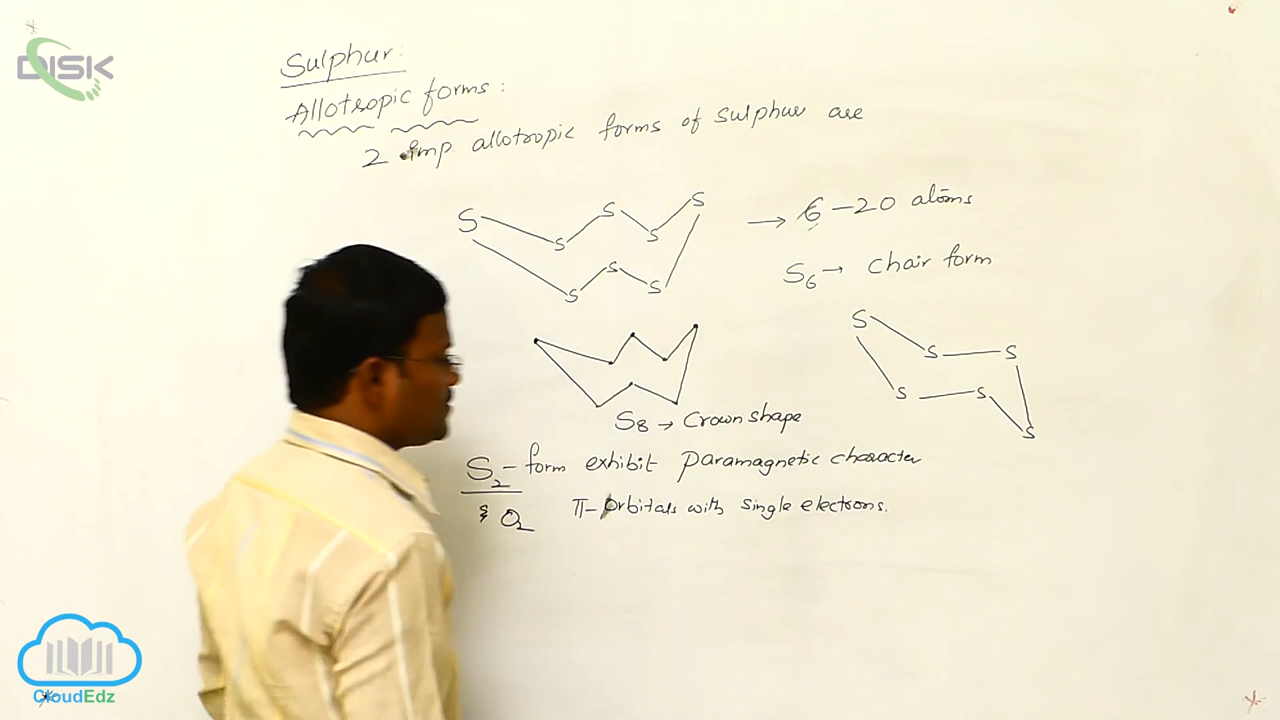 DISK
Sulphur:
Allotropic forms:
2 imp. allotropic forms of sulphur are
S S S S S
S S S
→ 6-20 atoms
S6 → chair form
S S S
S S S
S8 → Crown shape
S2 - form exhibit paramagnetic character
& O2 π-orbitals with single electrons.
CloudEdz